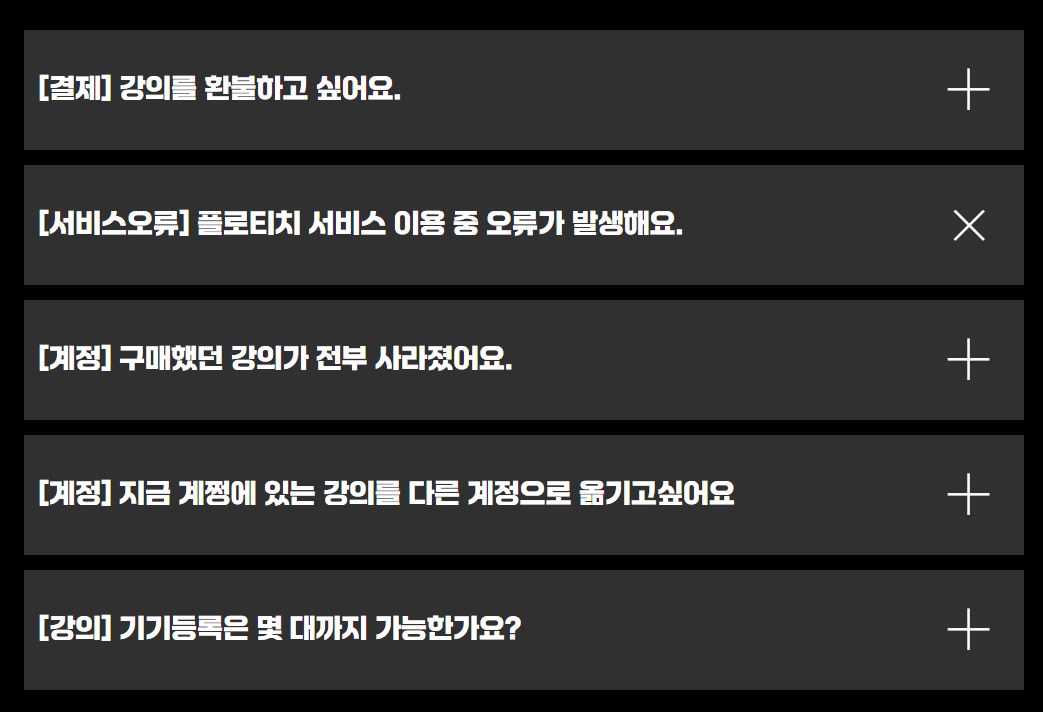 [결제] 강의를 환불하고 싶어요.
[서비스오류] 플로티치 서비스 이용 중 오류가 발생해요.
[계정] 구매했던 강의가 전부 사라졌어요.
[계정] 지금 계쩡에 있는 강의를 다른 계정으로 옮기고싶어요
[강의] 기기등록은 몇 대까지 가능한가요?